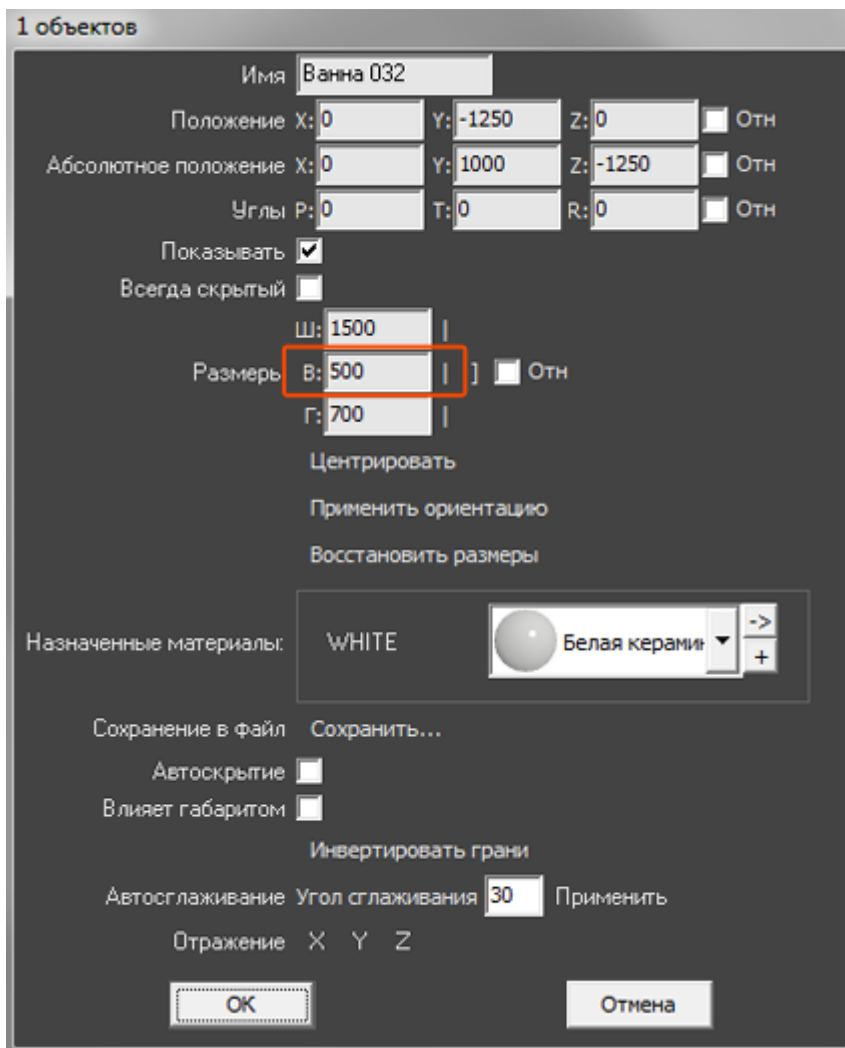 1 объектов
Имя Ванна 032
Положение X: 0 Y: -1250 Z: 0 Отн
Абсолютное положение X: 0 Y: 1000 Z: -1250 Отн
Углы P: 0 T: 0 R: 0 Отн
Показывать
Всегда скрытый
Ш: 1500 |
Размерь В: 500 | ] Отн
Г: 700 |
Центрировать
Применить ориентацию
Восстановить размеры
Назначенные материалы: WHITE Белая керамин ->
+
Сохранение в файл Сохранить...
Автоскрытие
Влияет габаритом
Инвертировать грани
Автосглаживание Угол сглаживания 30 Применить
Отражение X Y Z
OK Отмена